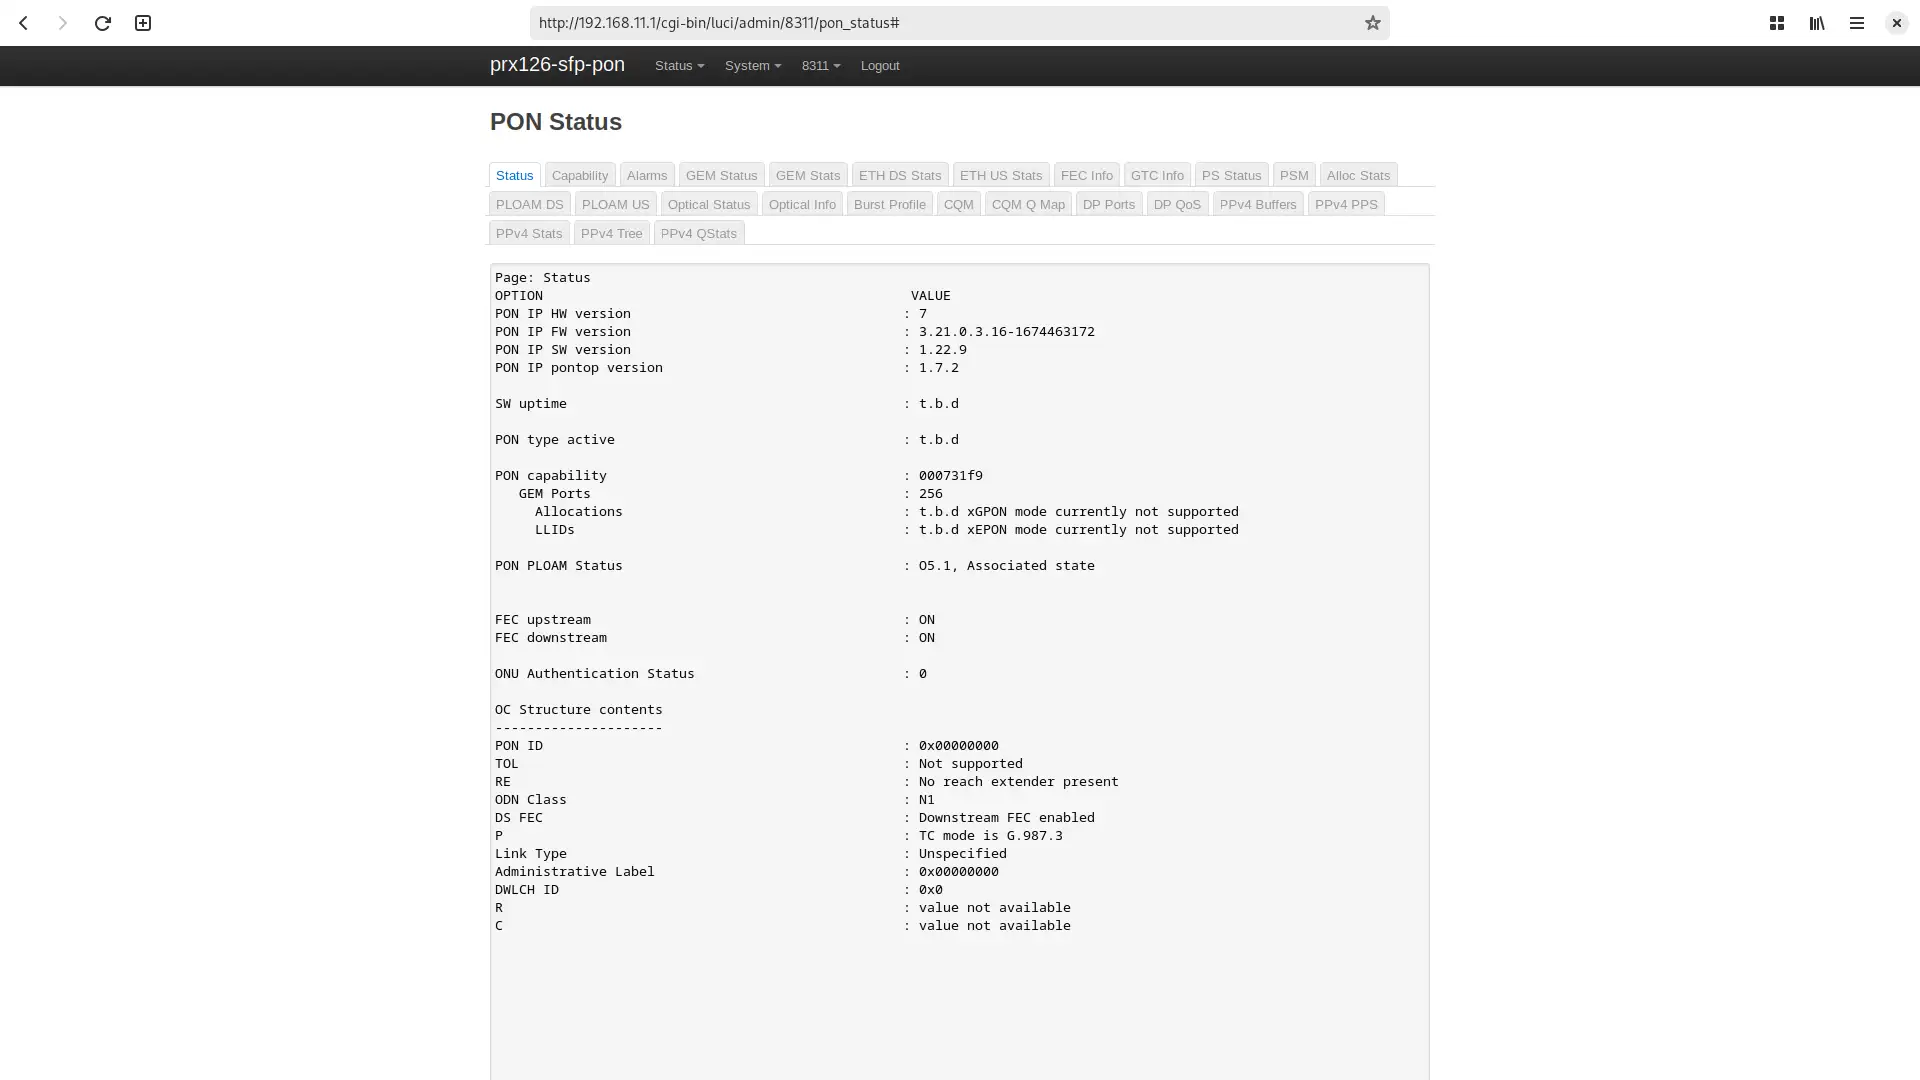 http://192.168.11.1/cgi-bin/luci/admin/8311/pon_status#
prx126-sfp-pon Status System 8311 Logout
PON Status
Status Capability Alarms GEM Status GEM Stats ETH DS Stats ETH US Stats FEC Info GTC Info PS Status PSM Alloc Stats
PLOAM DS PLOAM US Optical Status Optical Info Burst Profile CQM CQM Q Map DP Ports DP QoS PPv4 Buffers PPv4 PPS
PPv4 Stats PPv4 Tree PPv4 QStats
Page: Status
OPTION VALUE
PON IP HW version : 7
PON IP FW version : 3.21.0.3.16-1674463172
PON IP SW version : 1.22.9
PON IP pontop version : 1.7.2
SW uptime : t.b.d
PON type active : t.b.d
PON capability : 000731f9
GEM Ports : 256
Allocations : t.b.d xGPON mode currently not supported
LLIDs : t.b.d xEPON mode currently not supported
PON PLOAM Status : O5.1, Associated state
FEC upstream : ON
FEC downstream : ON
ONU Authentication Status : 0
OC Structure contents
---------------------
PON ID : 0x00000000
TOL : Not supported
RE : No reach extender present
ODN Class : N1
DS FEC : Downstream FEC enabled
P : TC mode is G.987.3
Link Type : Unspecified
Administrative Label : 0x00000000
DWLCH ID : 0x0
R : value not available
C : value not available